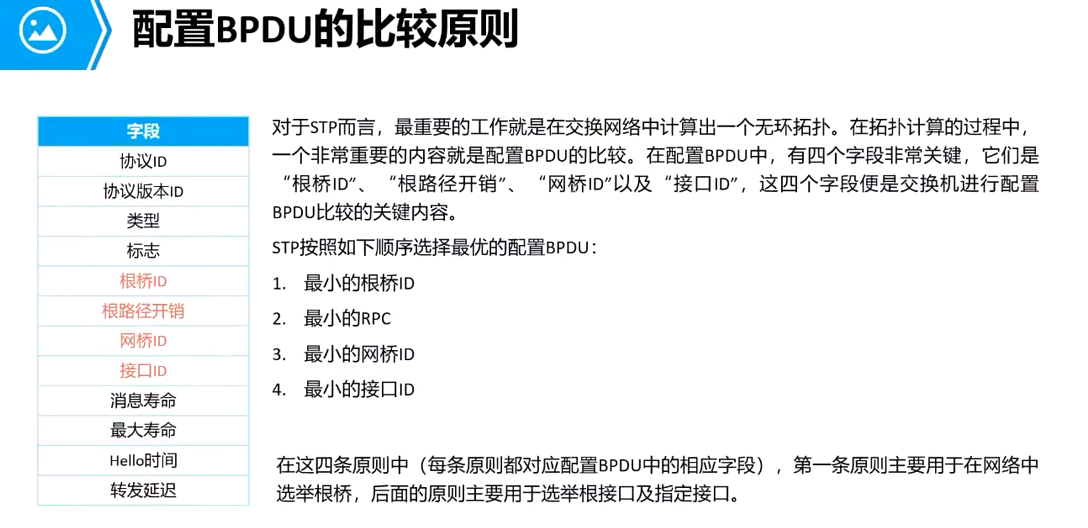 配置BPDU的比较原则
字段
协议ID
协议版本ID
类型
标志
根桥ID
根路径开销
网桥ID
接口ID
消息寿命
最大寿命
Hello时间
转发延迟
对于STP而言，最重要的工作就是在交换网络中计算出一个无环拓扑。在拓扑计算的过程中，
一个非常重要的内容就是配置BPDU的比较。在配置BPDU中，有四个字段非常关键，它们是
“根桥ID”、“根路径开销”、“网桥ID”以及“接口ID”，这四个字段便是交换机进行配置
BPDU比较的关键内容。
STP按照如下顺序选择最优的配置BPDU：
1. 最小的根桥ID
2. 最小的RPC
3. 最小的网桥ID
4. 最小的接口ID
在这四条原则中（每条原则都对应配置BPDU中的相应字段），第一条原则主要用于在网络中
选举根桥，后面的原则主要用于选举根接口及指定接口。